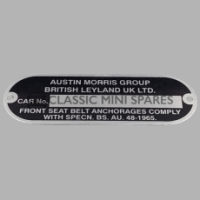 AUSTIN MORRIS GROUP
BRITISH LEYLAND UK LTD.
CAR No. CLASSIC MINI SPARES
FRONT SEAT BELT ANCHORAGES COMPLY
WITH SPECN. BS. AU. 48-1965.